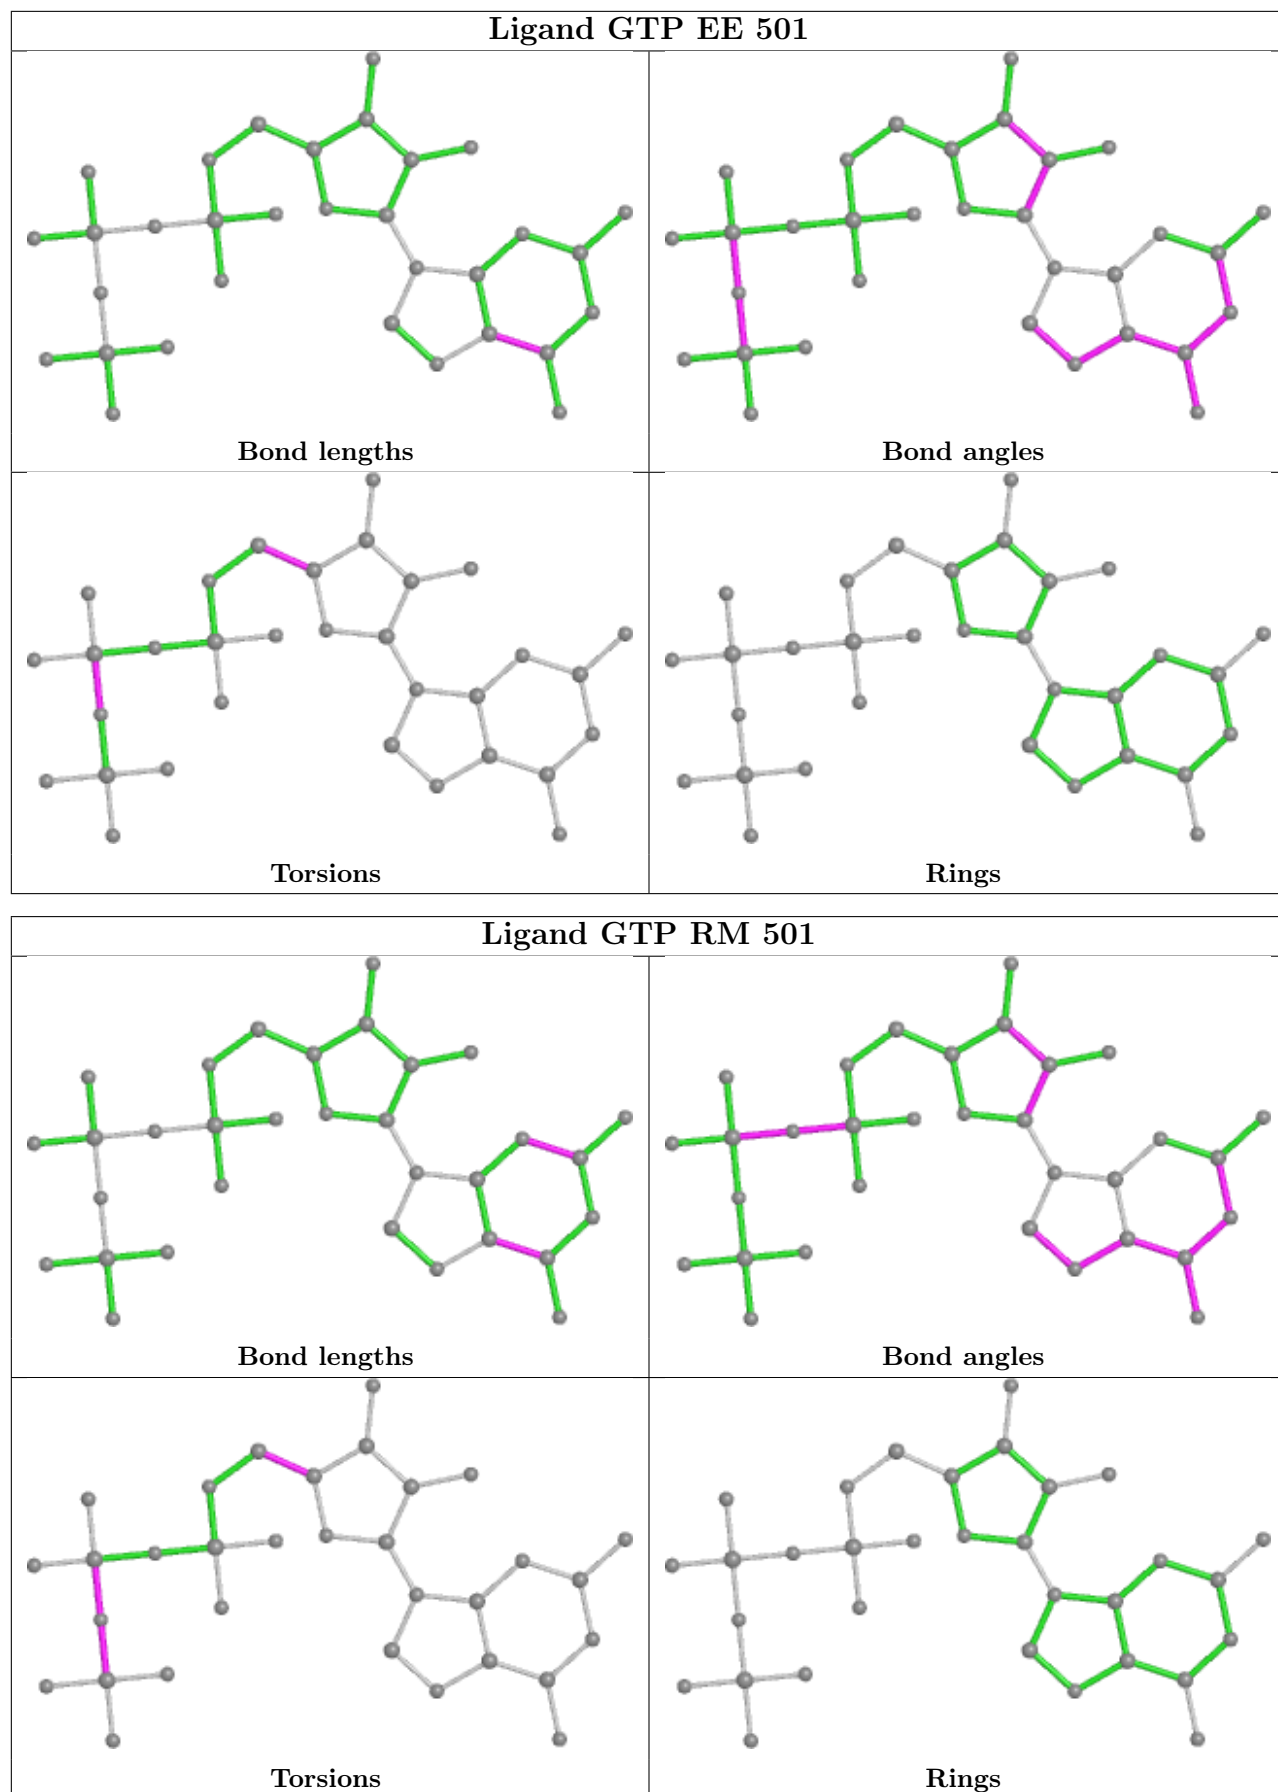 Ligand GTP EE 501
Bond lengths
Bond angles
Torsions
Rings
Ligand GTP RM 501
Bond lengths
Bond angles
Torsions
Rings